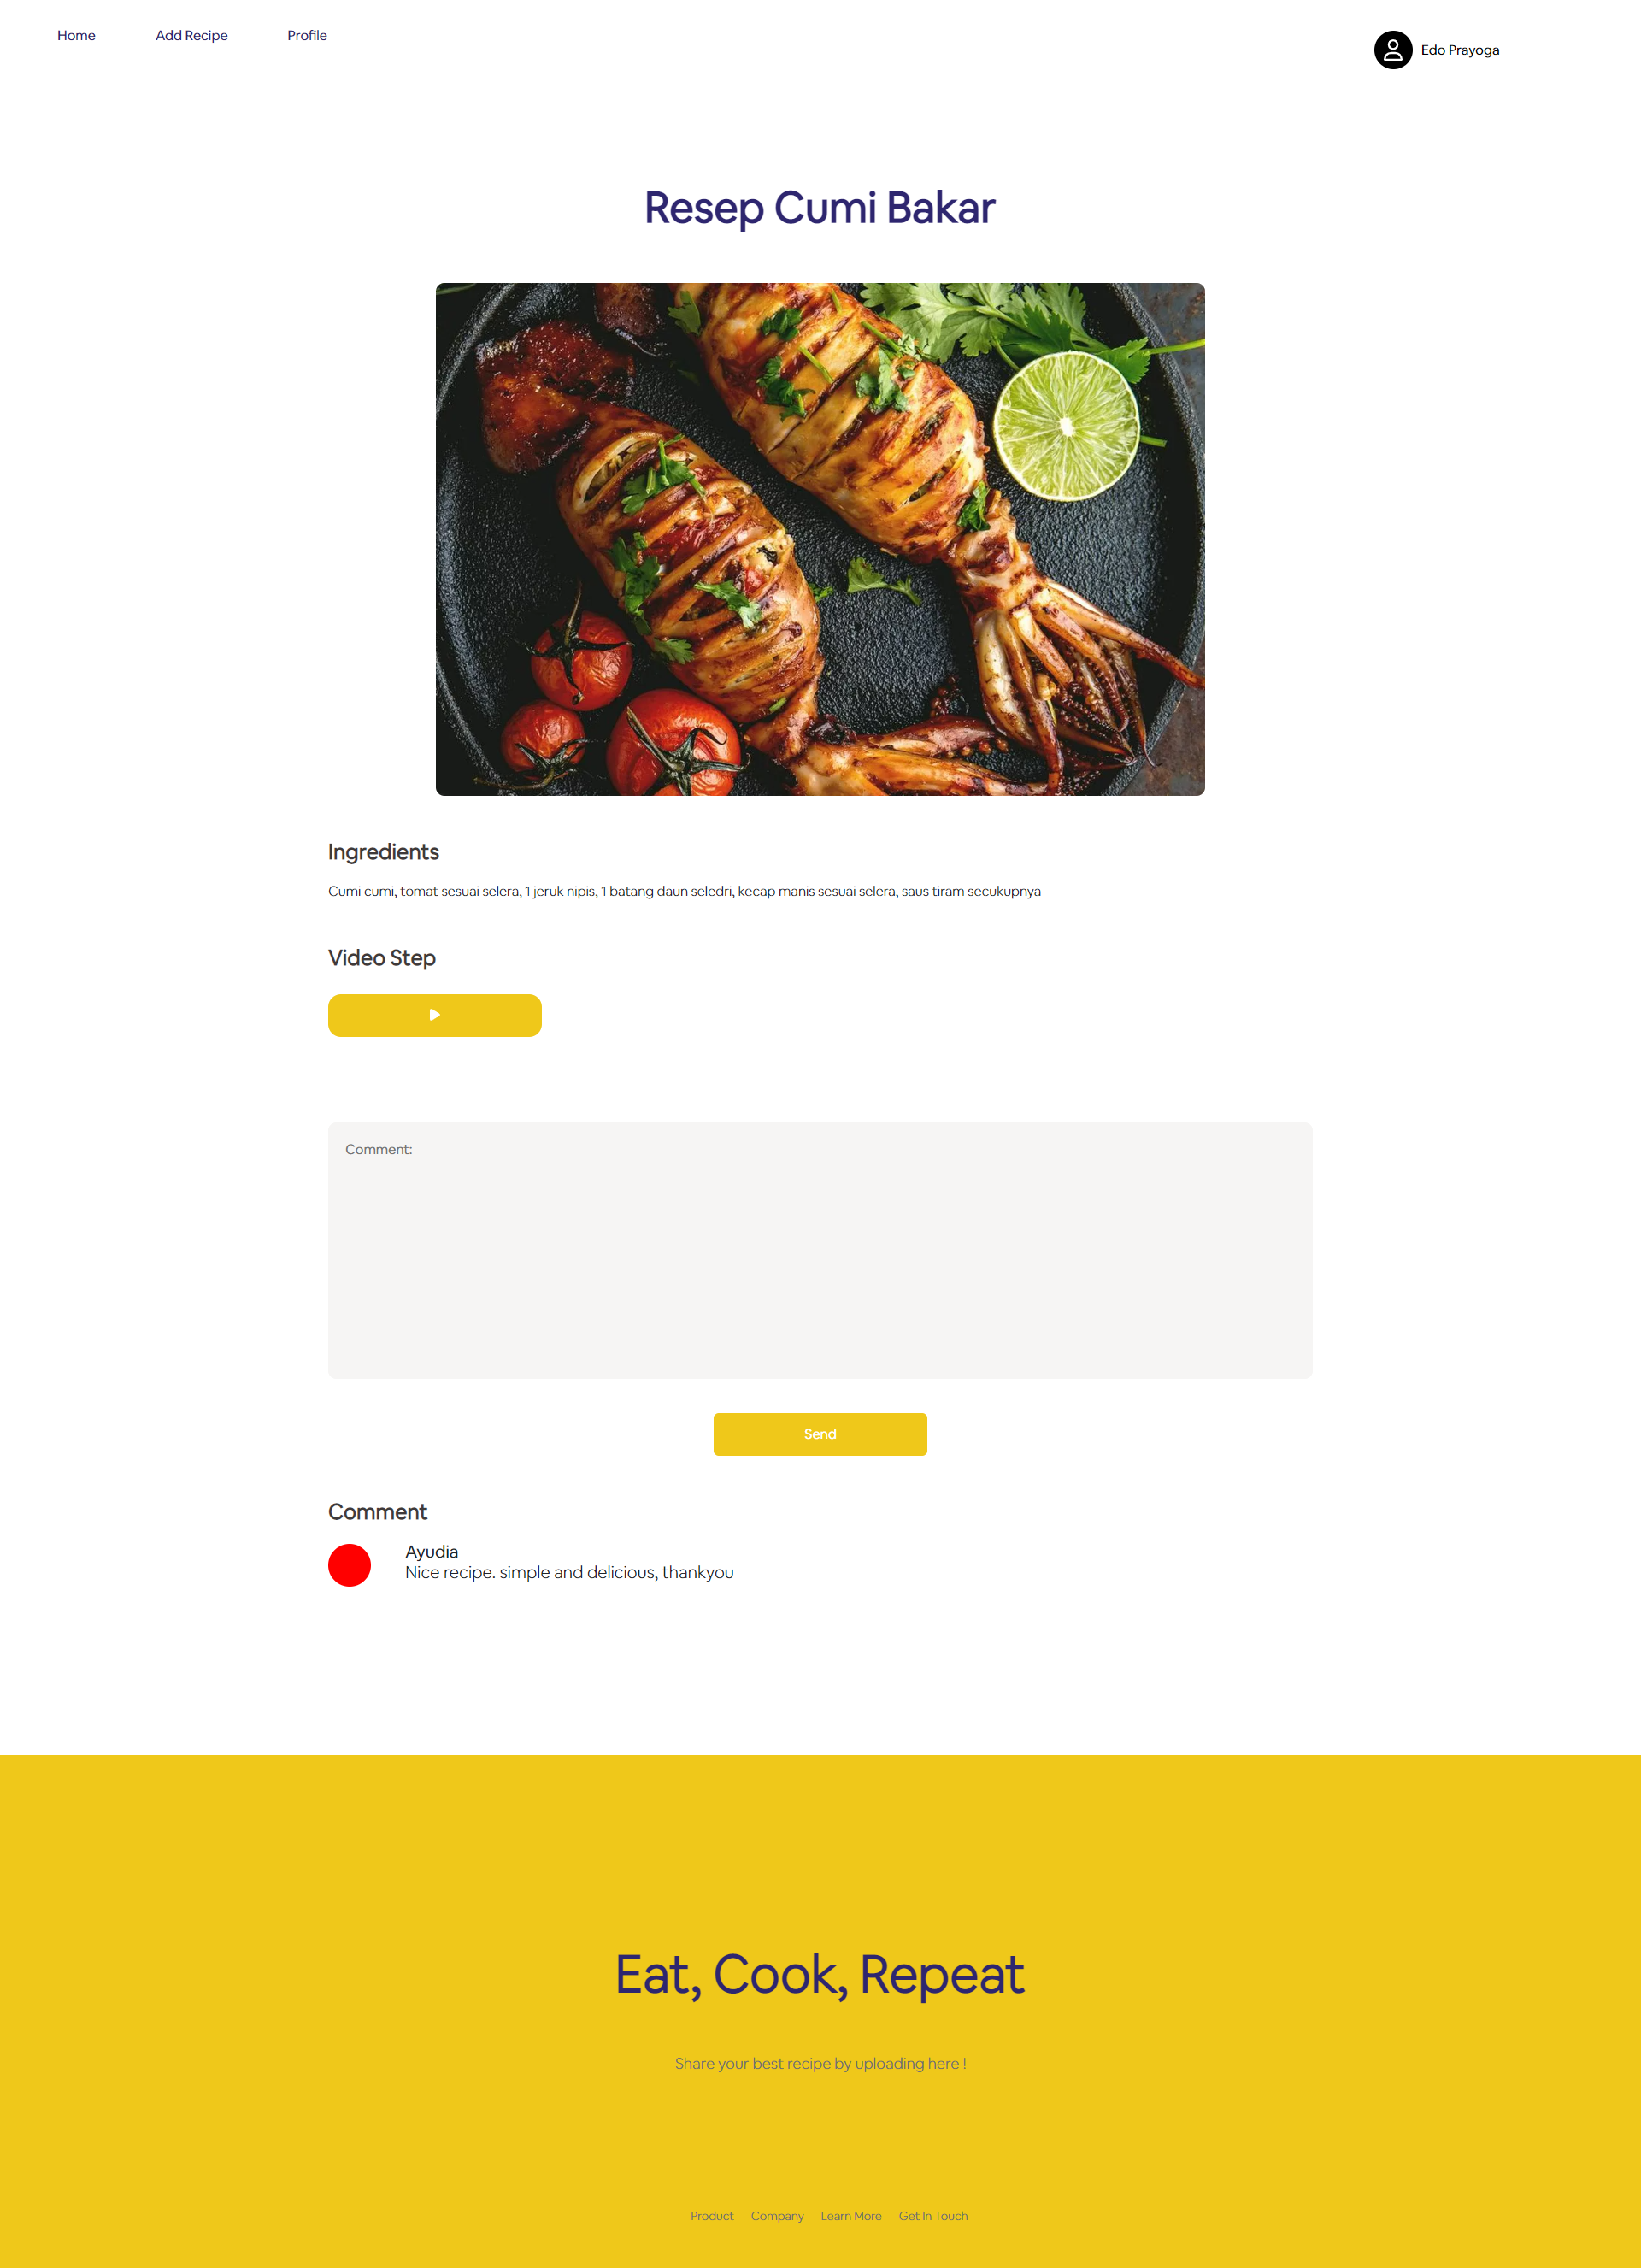 Home Add Recipe Profile
Edo Prayoga
Resep Cumi Bakar
Ingredients
Cumi cumi, tomat sesuai selera, 1 jeruk nipis, 1 batang daun seledri, kecap manis sesuai selera, saus tiram secukupnya
Video Step
Comment:
Send
Comment
Ayudia
Nice recipe. simple and delicious, thankyou
Eat, Cook, Repeat
Share your best recipe by uploading here !
Product Company Learn More Get In Touch